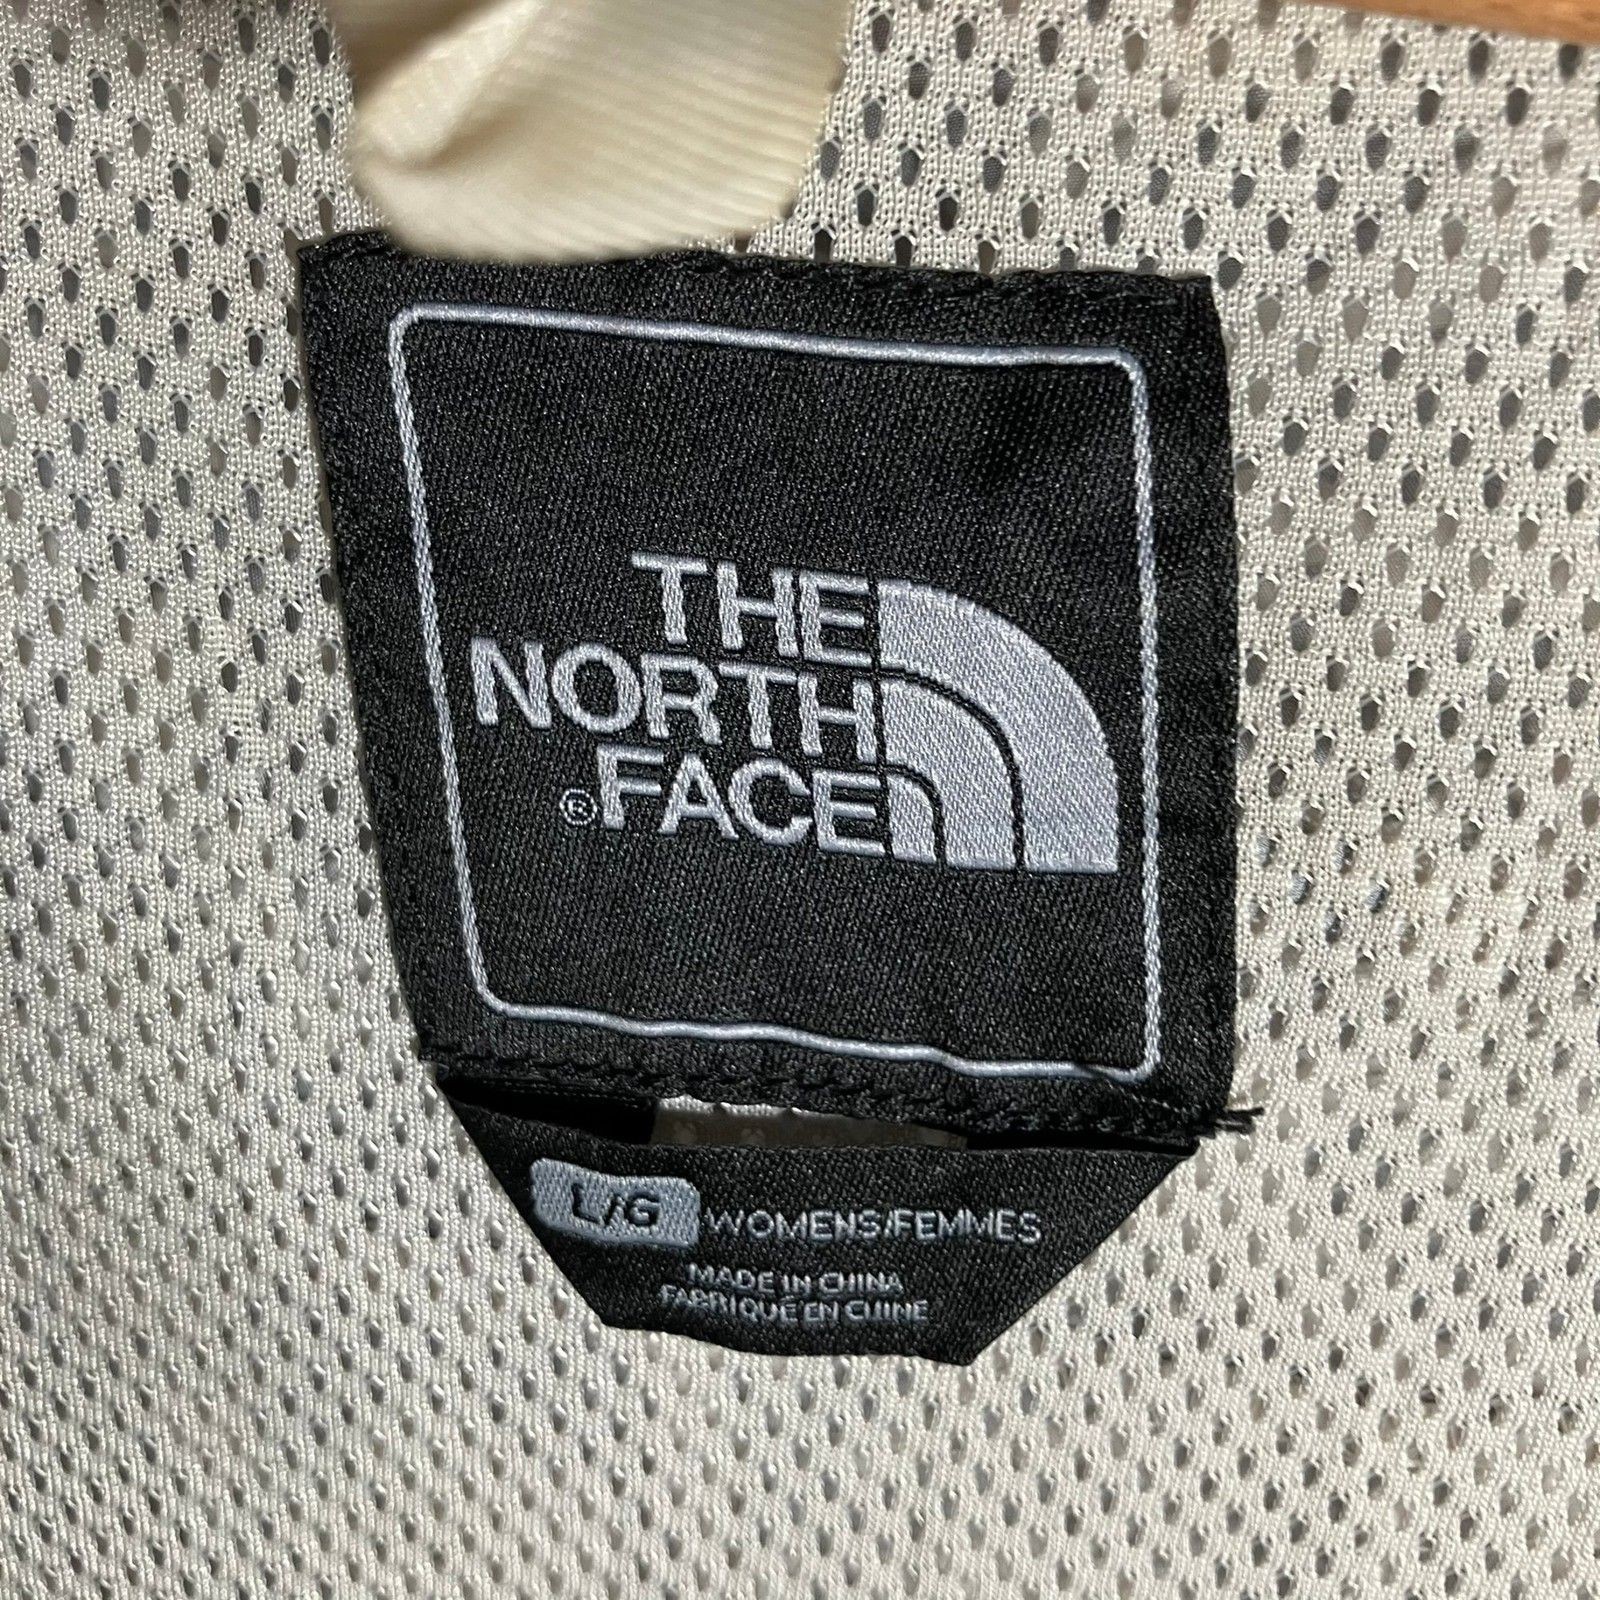 THE
NORTH
®FACE
L/G WOMENS/FEMMES
MADE IN CHINA
FABRIQUÉ EN CHINE